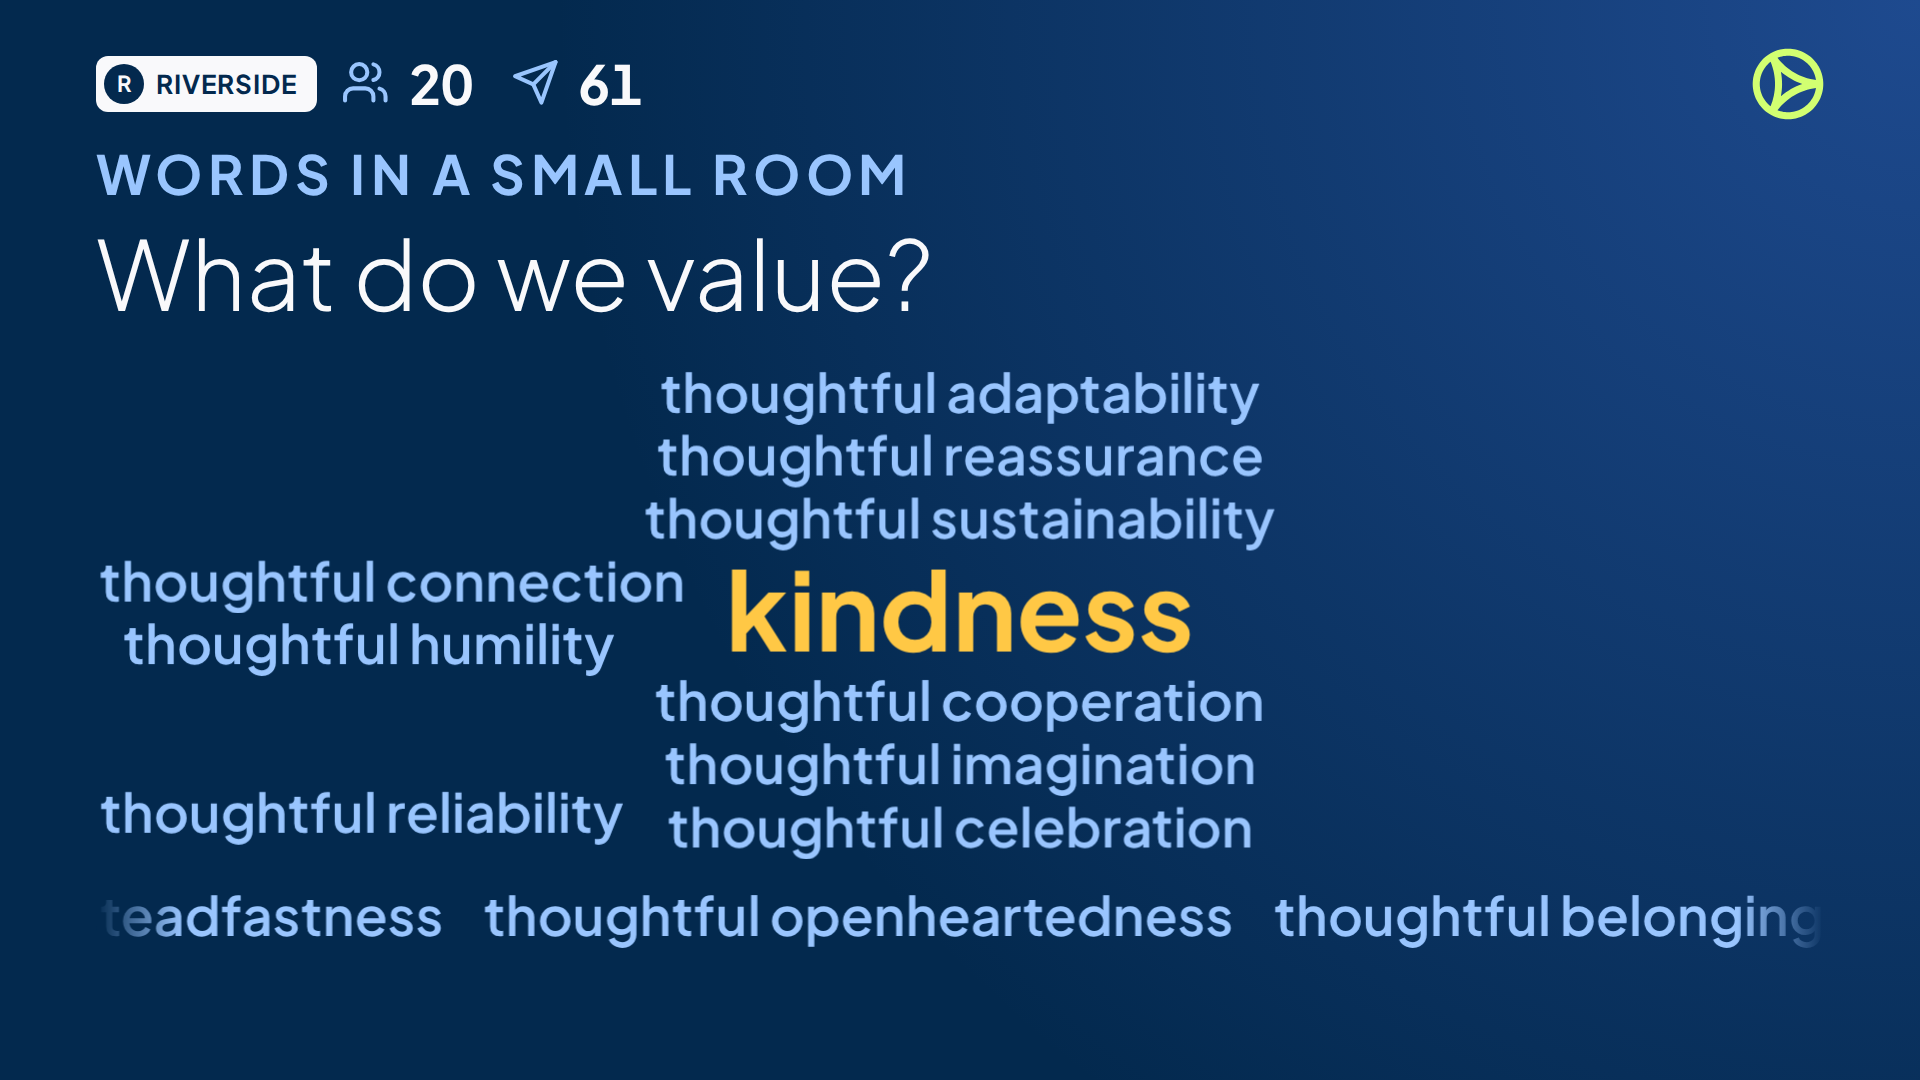 R RIVERSIDE 20 61
WORDS IN A SMALL ROOM
What do we value?
thoughtful adaptability
thoughtful reassurance
thoughtful sustainability
thoughtful connection
kindness
thoughtful humility
thoughtful cooperation
thoughtful imagination
thoughtful reliability
thoughtful celebration
teadfastness thoughtful openheartedness thoughtful belonging